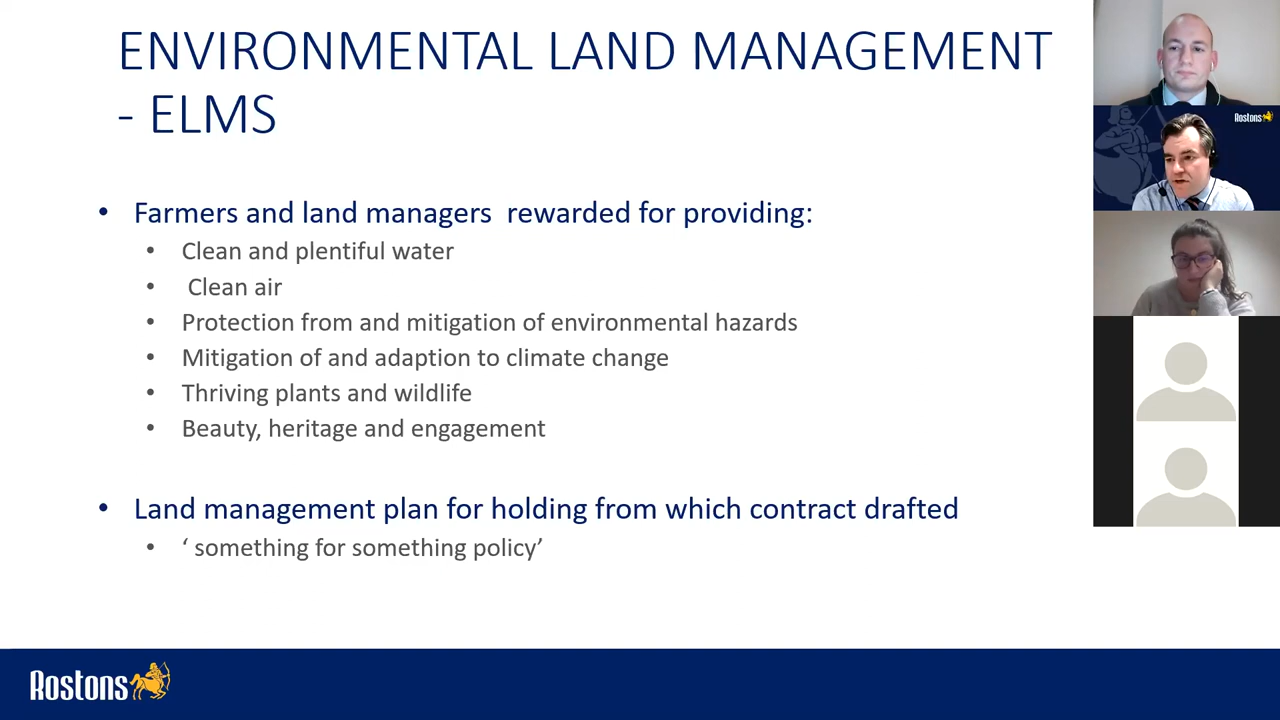 ENVIRONMENTAL LAND MANAGEMENT
- ELMS
• Farmers and land managers rewarded for providing:
• Clean and plentiful water
• Clean air
• Protection from and mitigation of environmental hazards
• Mitigation of and adaption to climate change
• Thriving plants and wildlife
• Beauty, heritage and engagement
• Land management plan for holding from which contract drafted
• ‘ something for something policy’
Rostons
Rostons